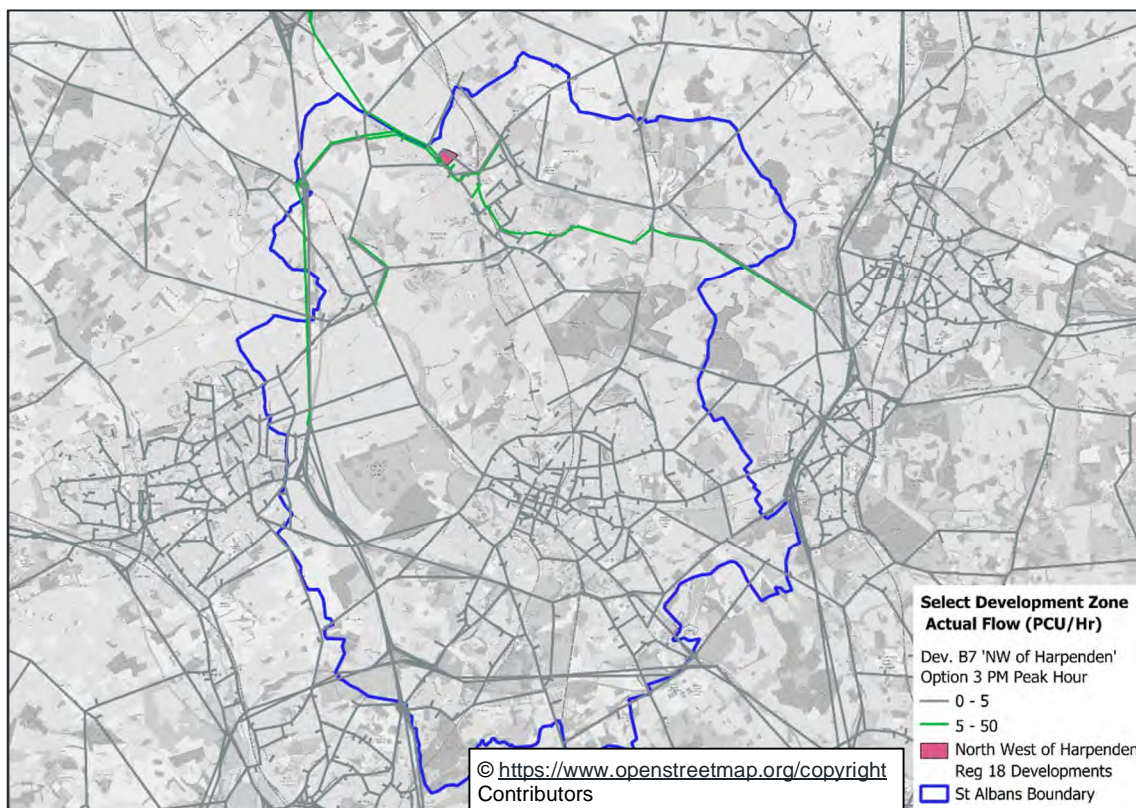 Select Development Zone
Actual Flow (PCU/Hr)
Dev. B7 'NW of Harpenden'
Option 3 PM Peak Hour
0 - 5
5 - 50
North West of Harpenden
Reg 18 Developments
St Albans Boundary
© https://www.openstreetmap.org/copyright
Contributors